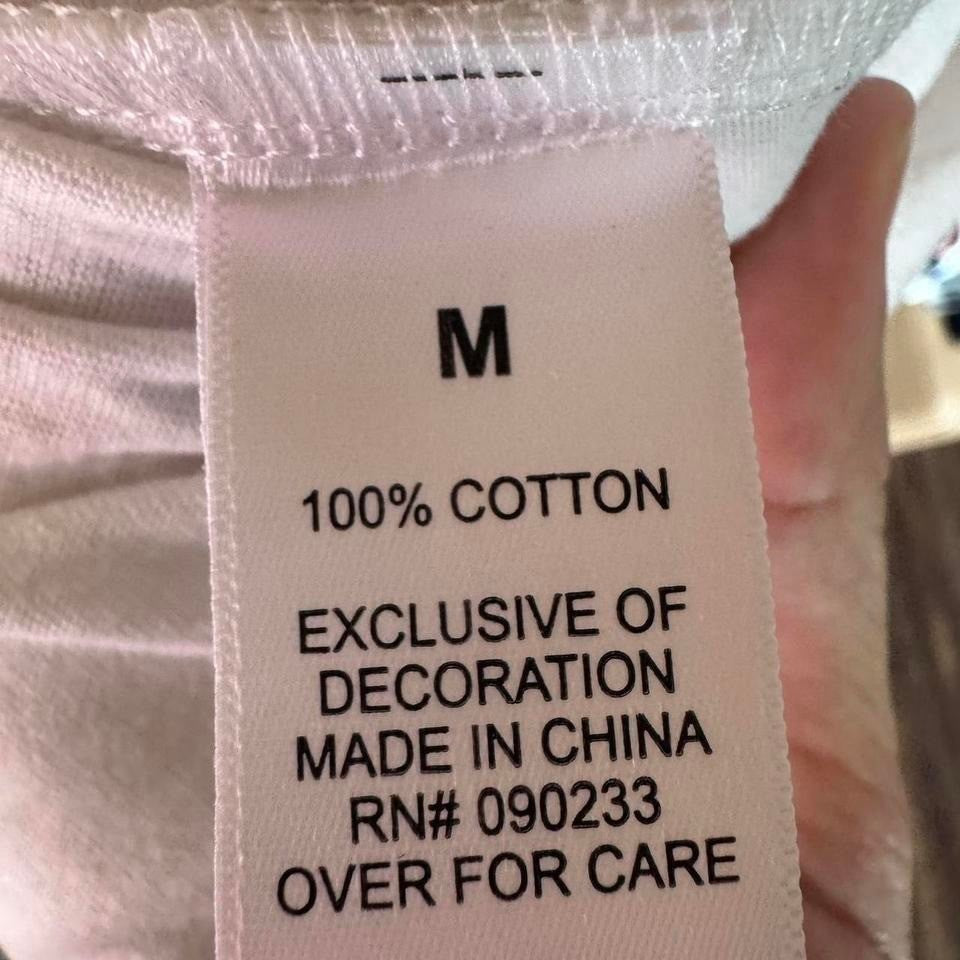 M
100% COTTON
EXCLUSIVE OF
DECORATION
MADE IN CHINA
RN# 090233
OVER FOR CARE